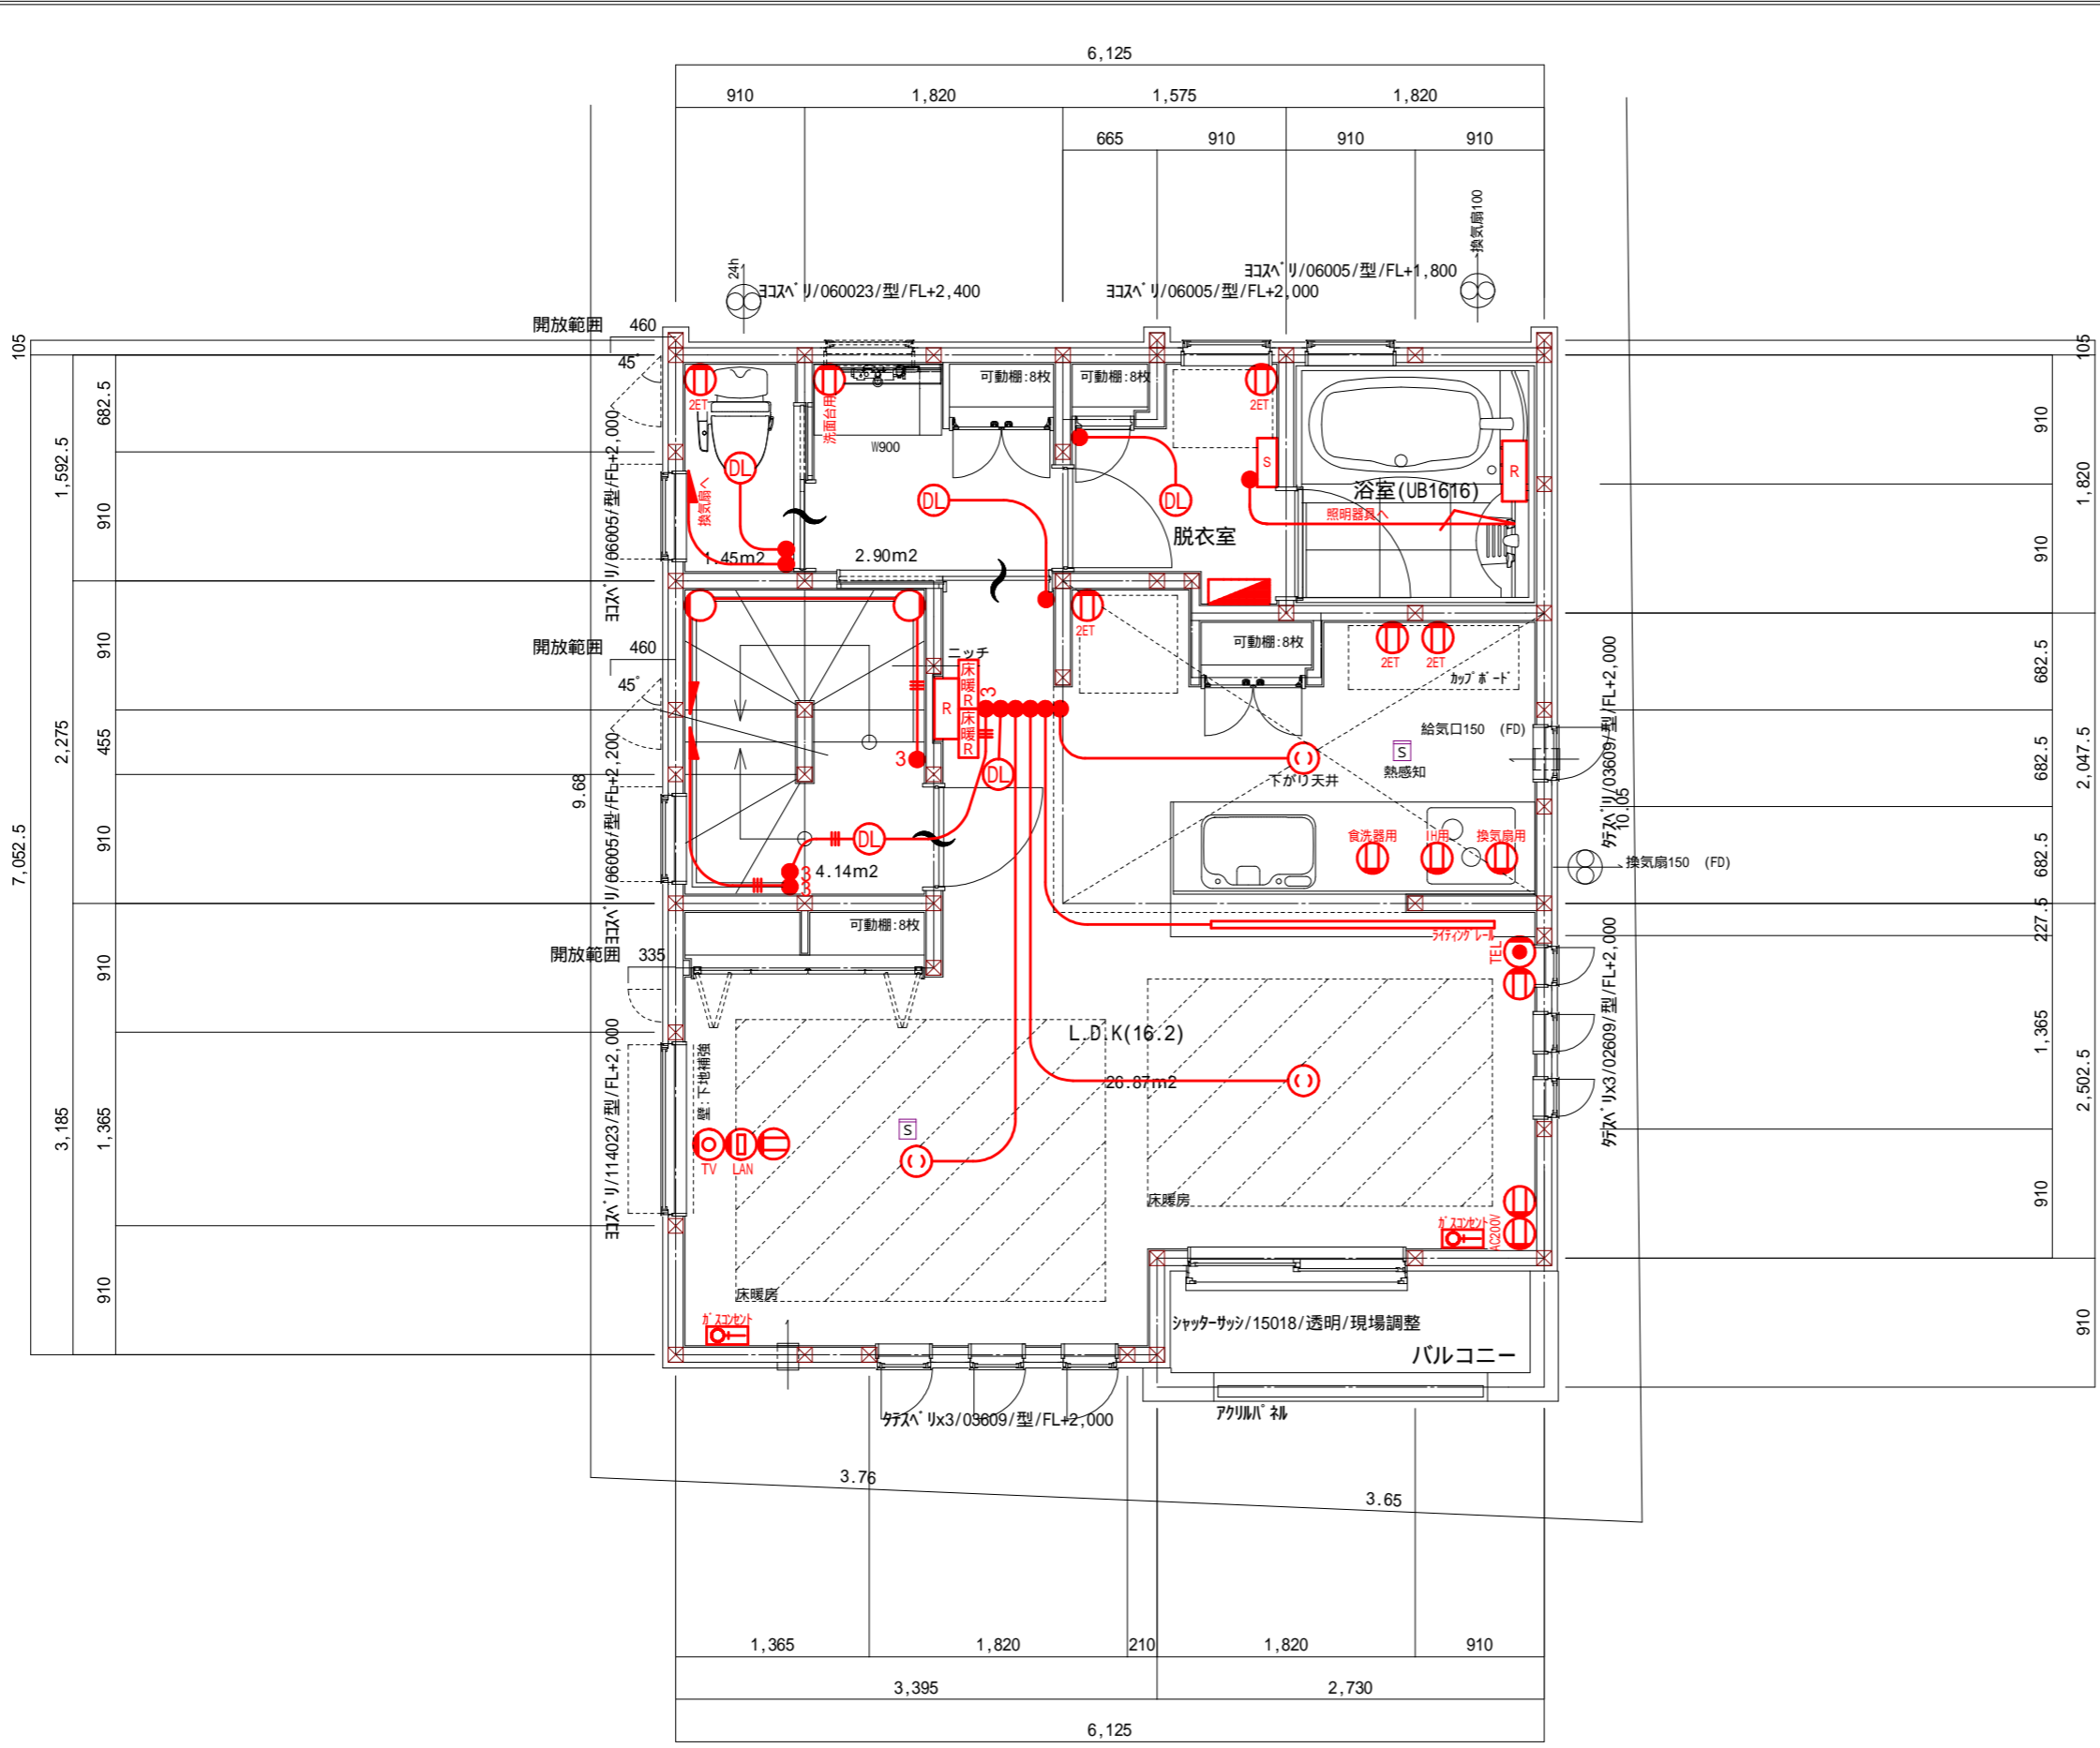 6,125
910
1,820
1,575
1,820
665
910
910
910
換気扇100
24h
ﾖｺｽﾍﾞﾘ/060023/型/FL+2,400
ﾖｺｽﾍﾞﾘ/06005/型/FL+1,800
ﾖｺｽﾍﾞﾘ/06005/型/FL+2,000
開放範囲 460
45°
105
7,052.5
1,592.5
2,275
3,185
682.5
910
910
455
910
910
1,365
910
ﾖｺｽﾍﾞﾘ/06005/型/FL+2,000
開放範囲 460
45°
ﾖｺｽﾍﾞﾘ/06005/型/FL+2,200
9.68
開放範囲 335
ﾖｺｽﾍﾞﾘ/114023/型/FL+2,000
2ET
DL
換気扇へ
1.45m2
洗面台用
W900
可動棚:8枚
可動棚:8枚
DL
2.90m2
2ET
DL
S
脱衣室
浴室(UB1616)
R
照明器具へ
2ET
可動棚:8枚
2ET
2ET
ｶｯﾌﾟﾎﾞｰﾄﾞ
ニッチ
R
床暖R
床暖R
3
3
DL
DL
3
3
4.14m2
下がり天井
S
熱感知
給気口150 (FD)
食洗器用
IH用
換気扇用
換気扇150 (FD)
ﾀﾃｽﾍﾞﾘ/03609/型/FL+2,000
10.05
可動棚:8枚
ﾗｲﾃｨﾝｸﾞﾚｰﾙ
TEL
ﾀﾃｽﾍﾞﾘx3/02609/型/FL+2,000
L.D.K(16.2)
26.87m2
壁:下地補強
TV
LAN
S
床暖房
床暖房
ｶﾞｽｺﾝｾﾝﾄ
AC200V
ｶﾞｽｺﾝｾﾝﾄ
ｼｬｯﾀｰｻｯｼ/15018/透明/現場調整
バルコニー
ｱｸﾘﾙﾊﾟﾈﾙ
ﾀﾃｽﾍﾞﾘx3/03609/型/FL+2,000
105
910
1,820
910
682.5
682.5
2,047.5
682.5
227.5
1,365
2,502.5
910
910
3.76
3.65
1,365
1,820
210
1,820
910
3,395
2,730
6,125